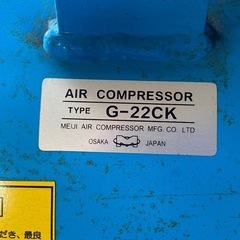 AIR COMPRESSOR
TYPE G-22CK
MEIJI AIR COMPRESSOR MFG. CO. LTD
OSAKA JAPAN
だき、最良